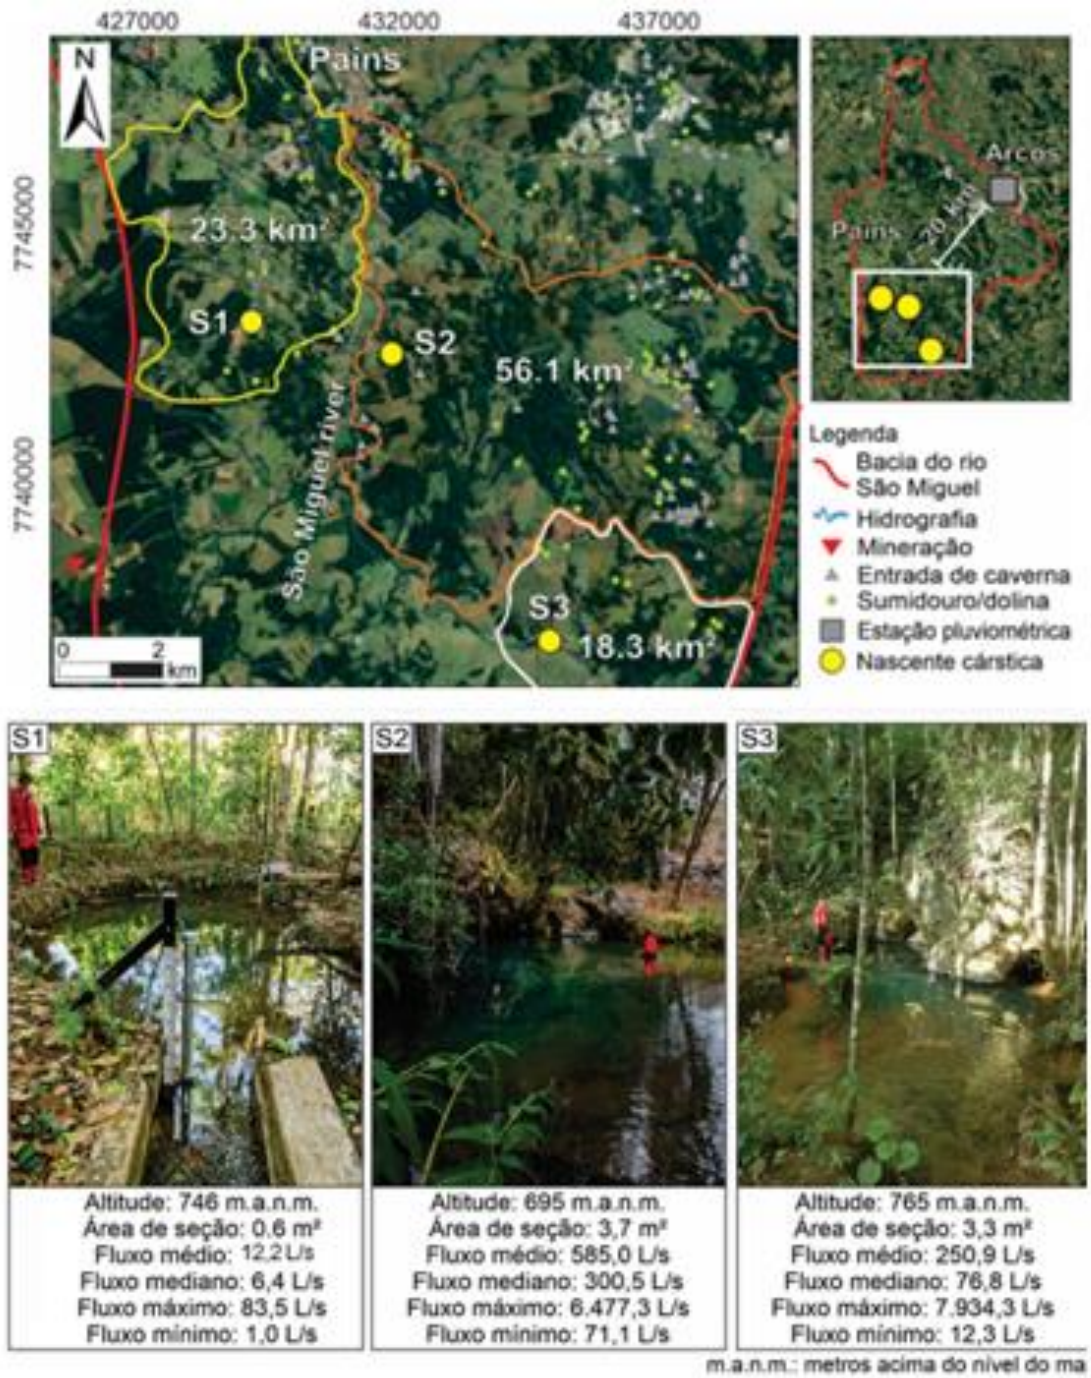 427000 432000 437000
N
Pains
7745000
23.3 km²
S1
S2
56.1 km²
São Miguel river
7740000
S3
18.3 km²
0 2
km
Arcos
Pains
20 km
Legenda
Bacia do rio
São Miguel
Hidrografia
Mineração
Entrada de caverna
Sumidouro/dolina
Estação pluviométrica
Nascente cárstica
S1
Altitude: 746 m.a.n.m.
Área de seção: 0,6 m²
Fluxo médio: 12,2 L/s
Fluxo mediano: 6,4 L/s
Fluxo máximo: 83,5 L/s
Fluxo mínimo: 1,0 L/s
S2
Altitude: 695 m.a.n.m.
Área de seção: 3,7 m²
Fluxo médio: 585,0 L/s
Fluxo mediano: 300,5 L/s
Fluxo máximo: 6.477,3 L/s
Fluxo mínimo: 71,1 L/s
S3
Altitude: 765 m.a.n.m.
Área de seção: 3,3 m²
Fluxo médio: 250,9 L/s
Fluxo mediano: 76,8 L/s
Fluxo máximo: 7.934,3 L/s
Fluxo mínimo: 12,3 L/s
m.a.n.m.: metros acima do nível do ma